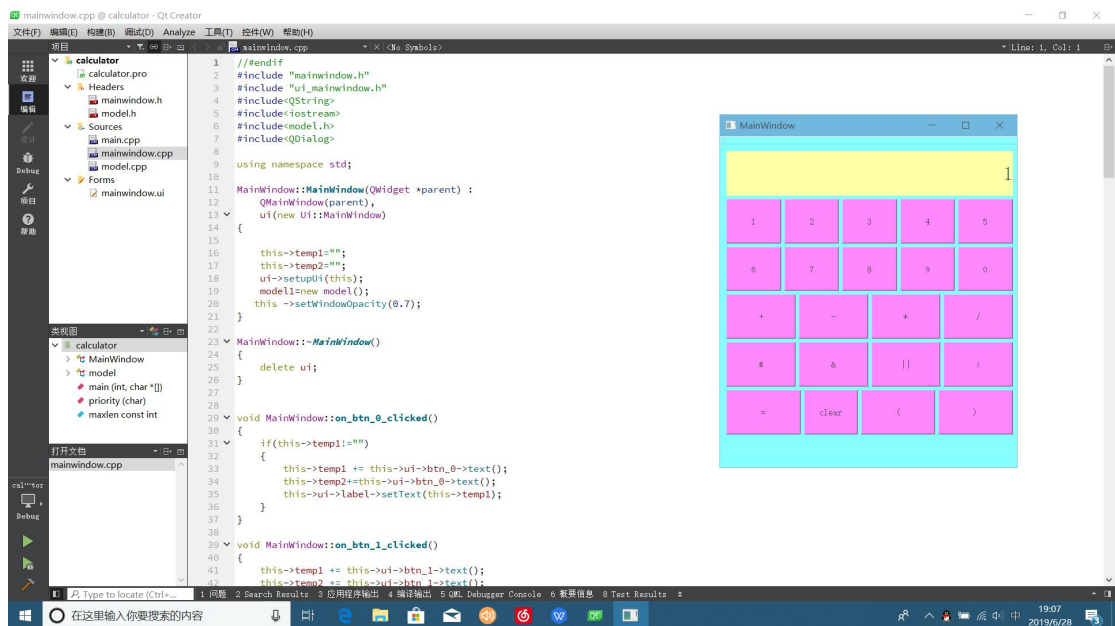 mainwindow.cpp @ calculator - Qt Creator
文件(F) 编辑(E) 构建(B) 调试(D) Analyze 工具(T) 控件(W) 帮助(H)
项目
mainwindow.cpp
<No Symbols>
Line: 1, Col: 1
欢迎
编辑
设计
Debug
项目
帮助
cal…tor
Debug
calculator
calculator.pro
Headers
mainwindow.h
model.h
Sources
main.cpp
mainwindow.cpp
model.cpp
Forms
mainwindow.ui
类视图
calculator
MainWindow
model
main (int, char *[])
priority (char)
maxlen const int
打开文档
mainwindow.cpp
1 //#endif
2 #include "mainwindow.h"
3 #include "ui_mainwindow.h"
4 #include<QString>
5 #include<iostream>
6 #include<model.h>
7 #include<QDialog>
8
9 using namespace std;
10
11 MainWindow::MainWindow(QWidget *parent) :
12 QMainWindow(parent),
13 ui(new Ui::MainWindow)
14 {
15
16 this->temp1="";
17 this->temp2="";
18 ui->setupUi(this);
19 model1=new model();
20 this ->setWindowOpacity(0.7);
21 }
22
23 MainWindow::~MainWindow()
24 {
25 delete ui;
26 }
27
28
29 void MainWindow::on_btn_0_clicked()
30 {
31 if(this->temp1!="")
32 {
33 this->temp1 += this->ui->btn_0->text();
34 this->temp2+=this->ui->btn_0->text();
35 this->ui->label->setText(this->temp1);
36 }
37 }
38
39 void MainWindow::on_btn_1_clicked()
40 {
41 this->temp1 += this->ui->btn_1->text();
42 this->temp2 += this->ui->btn_1->text();
MainWindow
1
1 2 3 4 5
6 7 8 9 0
+ - * /
# & || !
= clear ( )
Type to locate (Ctrl+...
1 问题 2 Search Results 3 应用程序输出 4 编译输出 5 QML Debugger Console 6 概要信息 8 Test Results
在这里输入你要搜索的内容
中
19:07
2019/6/28